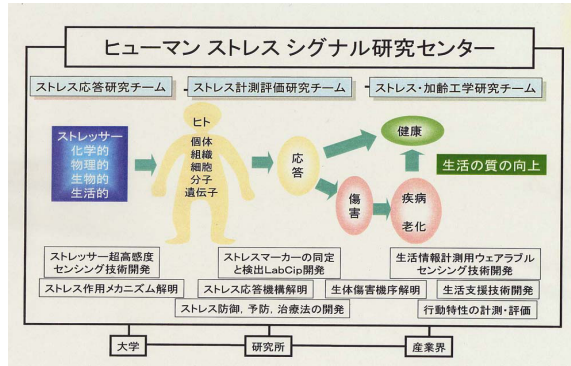 ヒューマン ストレス シグナル研究センター
ストレス応答研究チーム
ストレス計測評価研究チーム
ストレス・加齢工学研究チーム
ストレッサー
化学的
物理的
生物的
生活的
ヒト
個体
組織
細胞
分子
遺伝子
応
答
健康
生活の質の向上
傷
害
疾病
老化
ストレッサー超高感度
センシング技術開発
ストレスマーカーの同定
と検出LabCip開発
生活情報計測用ウェアラブル
センシング技術開発
ストレス作用メカニズム解明
ストレス応答機構解明
生体傷害機序解明
生活支援技術開発
ストレス防御, 予防, 治療法の開発
行動特性の計測・評価
大学
研究所
産業界